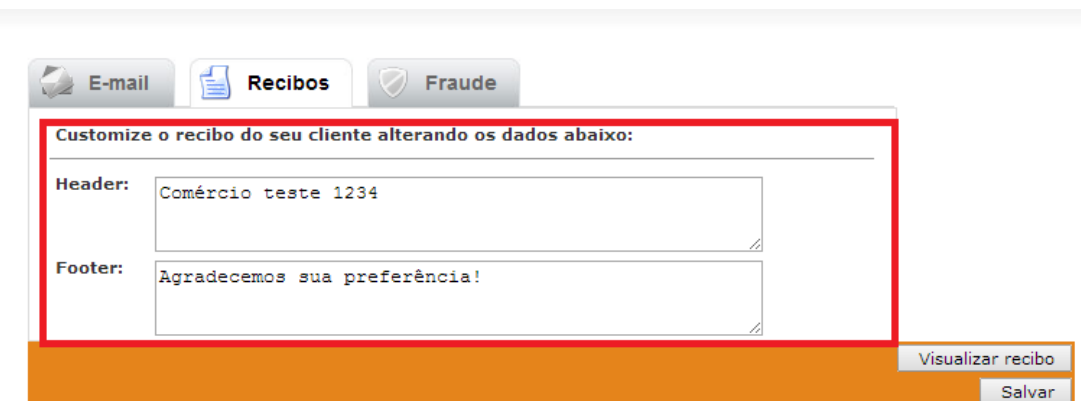 E-mail Recibos Fraude
Customize o recibo do seu cliente alterando os dados abaixo:
Header: Comércio teste 1234
Footer: Agradecemos sua preferência!
Visualizar recibo
Salvar